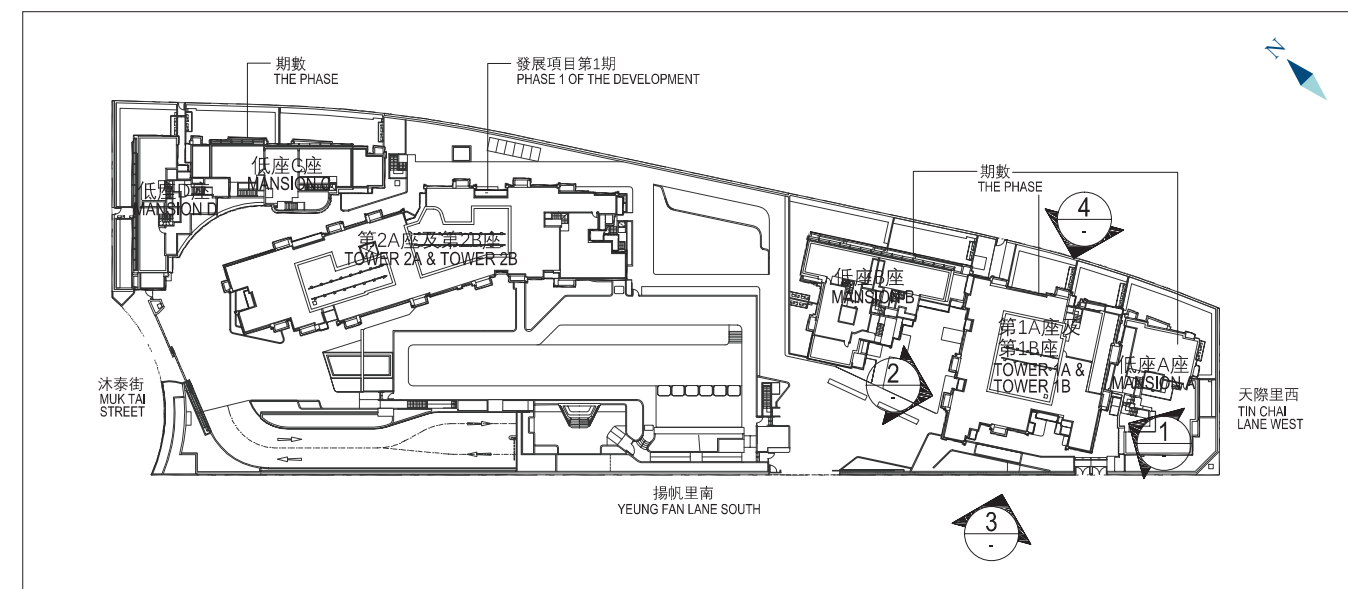 N
期數
THE PHASE
發展項目第1期
PHASE 1 OF THE DEVELOPMENT
低座C座
MANSION C
低座D座
MANSION D
期數
THE PHASE
4
-
第2A座及第2B座
TOWER 2A & TOWER 2B
低座B座
MANSION B
第1A座及
第1B座
TOWER 1A &
TOWER 1B
低座A座
MANSION A
2
-
沐泰街
MUK TAI
STREET
天際里西
TIN CHAI
LANE WEST
1
-
揚帆里南
YEUNG FAN LANE SOUTH
3
-